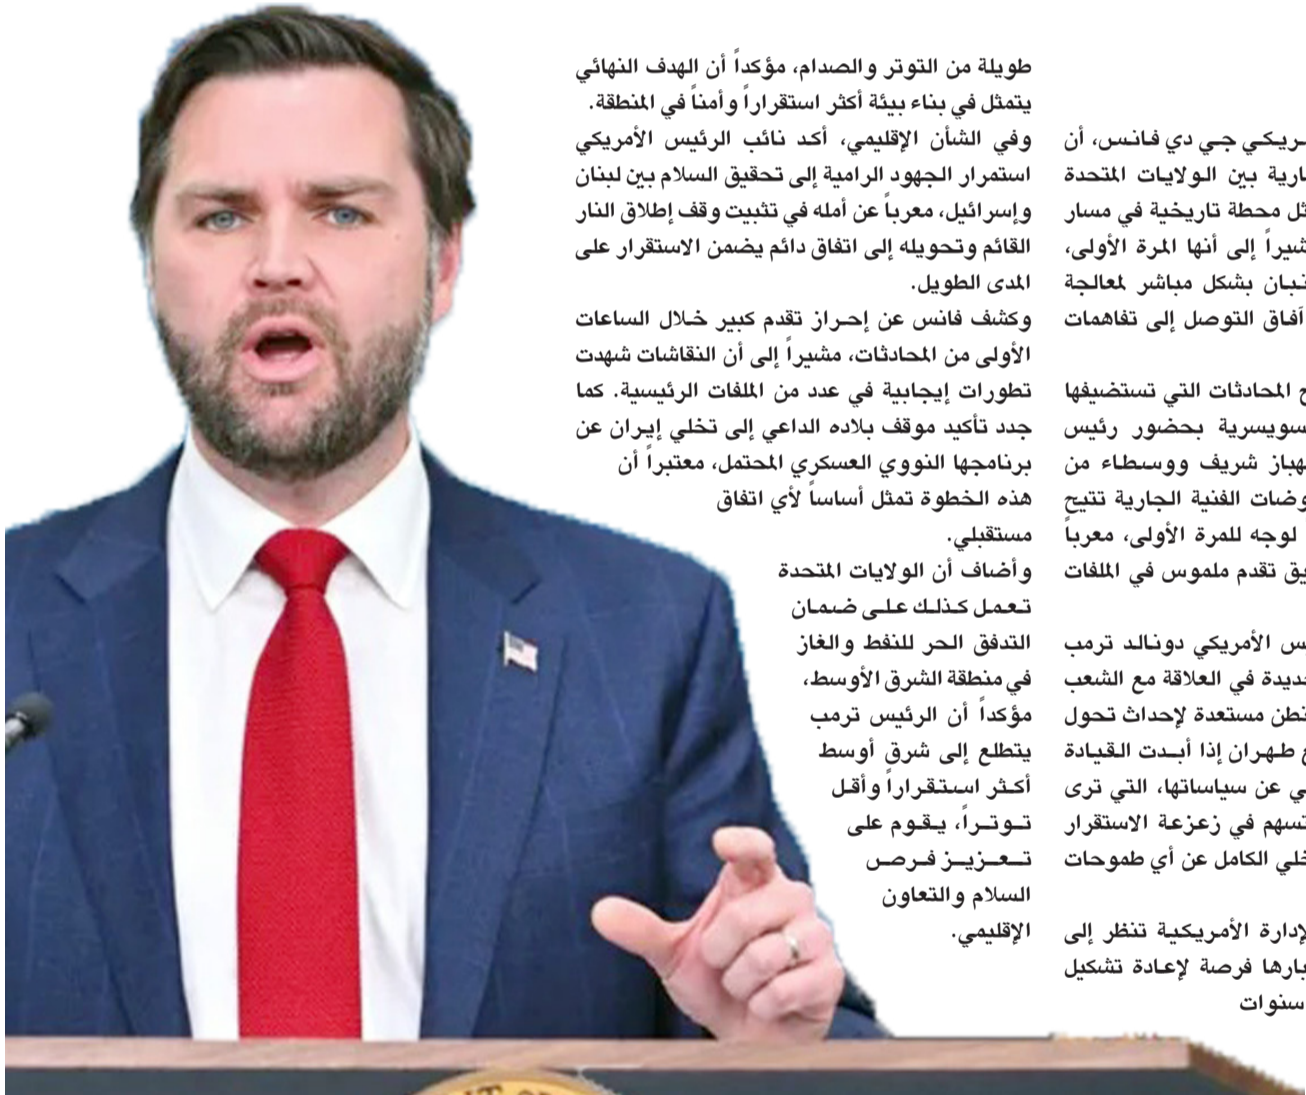 ـريكي جي دي فانس، أن
ارية بين الولايات المتحدة
ثل محطة تاريخية في مسار
شيراً إلى أنها المرة الأولى،
تبان بشكل مباشر لمعالجة
آفاق التوصل إلى تفاهمات
ح المحادثات التي تستضيفها
سويسرية بحضور رئيس
هباز شريف ووسطاء من
وضات الفنية الجارية تتيح
لوجه للمرة الأولى، معرباً
يق تقدم ملموس في الملفات
يس الأمريكي دونالد ترمب
جديدة في العلاقة مع الشعب
نطن مستعدة لإحداث تحول
ع طهران إذا أبدت القيادة
ي عن سياساتها، التي ترى
تسهم في زعزعة الاستقرار
خلي الكامل عن أي طموحات
لإدارة الأمريكية تنظر إلى
بارها فرصة لإعادة تشكيل
سنوات
طويلة من التوتر والصدام، مؤكداً أن الهدف النهائي
يتمثل في بناء بيئة أكثر استقراراً وأمناً في المنطقة.
وفي الشأن الإقليمي، أكد نائب الرئيس الأمريكي
استمرار الجهود الرامية إلى تحقيق السلام بين لبنان
وإسرائيل، معرباً عن أمله في تثبيت وقف إطلاق النار
القائم وتحويله إلى اتفاق دائم يضمن الاستقرار على
المدى الطويل.
وكشف فانس عن إحراز تقدم كبير خلال الساعات
الأولى من المحادثات، مشيراً إلى أن النقاشات شهدت
تطورات إيجابية في عدد من الملفات الرئيسية. كما
جدد تأكيد موقف بلاده الداعي إلى تخلي إيران عن
برنامجها النووي العسكري المحتمل، معتبراً أن
هذه الخطوة تمثل أساساً لأي اتفاق
مستقبلي.
وأضاف أن الولايات المتحدة
تعمل كذلك على ضمان
التدفق الحر للنفط والغاز
في منطقة الشرق الأوسط،
مؤكداً أن الرئيس ترمب
يتطلع إلى شرق أوسط
أكثر استقراراً وأقل
توتراً، يقوم على
تعزيز فرص
السلام والتعاون
الإقليمي.